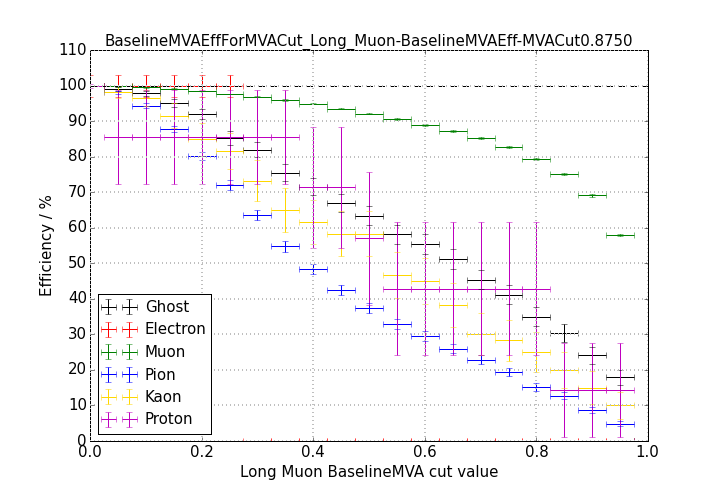 BaselineMVAEffForMVACut_Long_Muon-BaselineMVAEff-MVACut0.8750
110
100
90
80
70
60
50
40
30
20
10
0
Efficiency / %
Ghost
Electron
Muon
Pion
Kaon
Proton
0.0 0.2 0.4 0.6 0.8 1.0
Long Muon BaselineMVA cut value